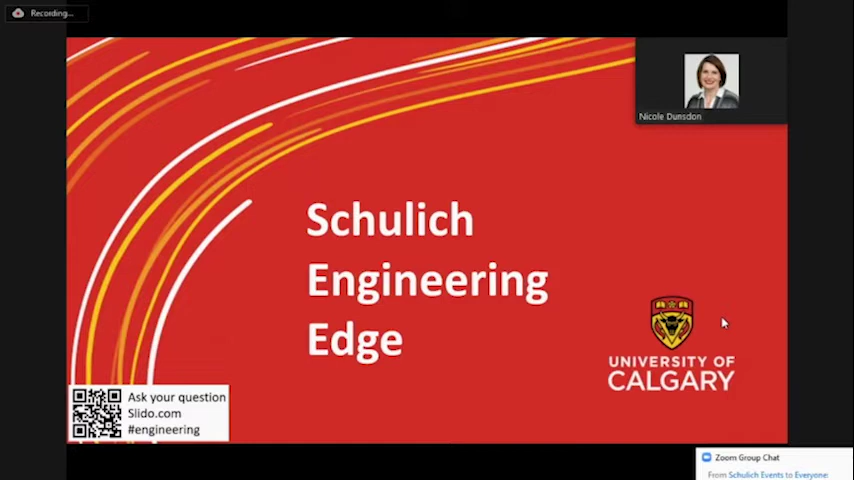 Recording...
Nicole Dunsdon
Schulich
Engineering
Edge
UNIVERSITY OF
CALGARY
Ask your question
Slido.com
#engineering
Zoom Group Chat
From Schulich Events to Everyone: